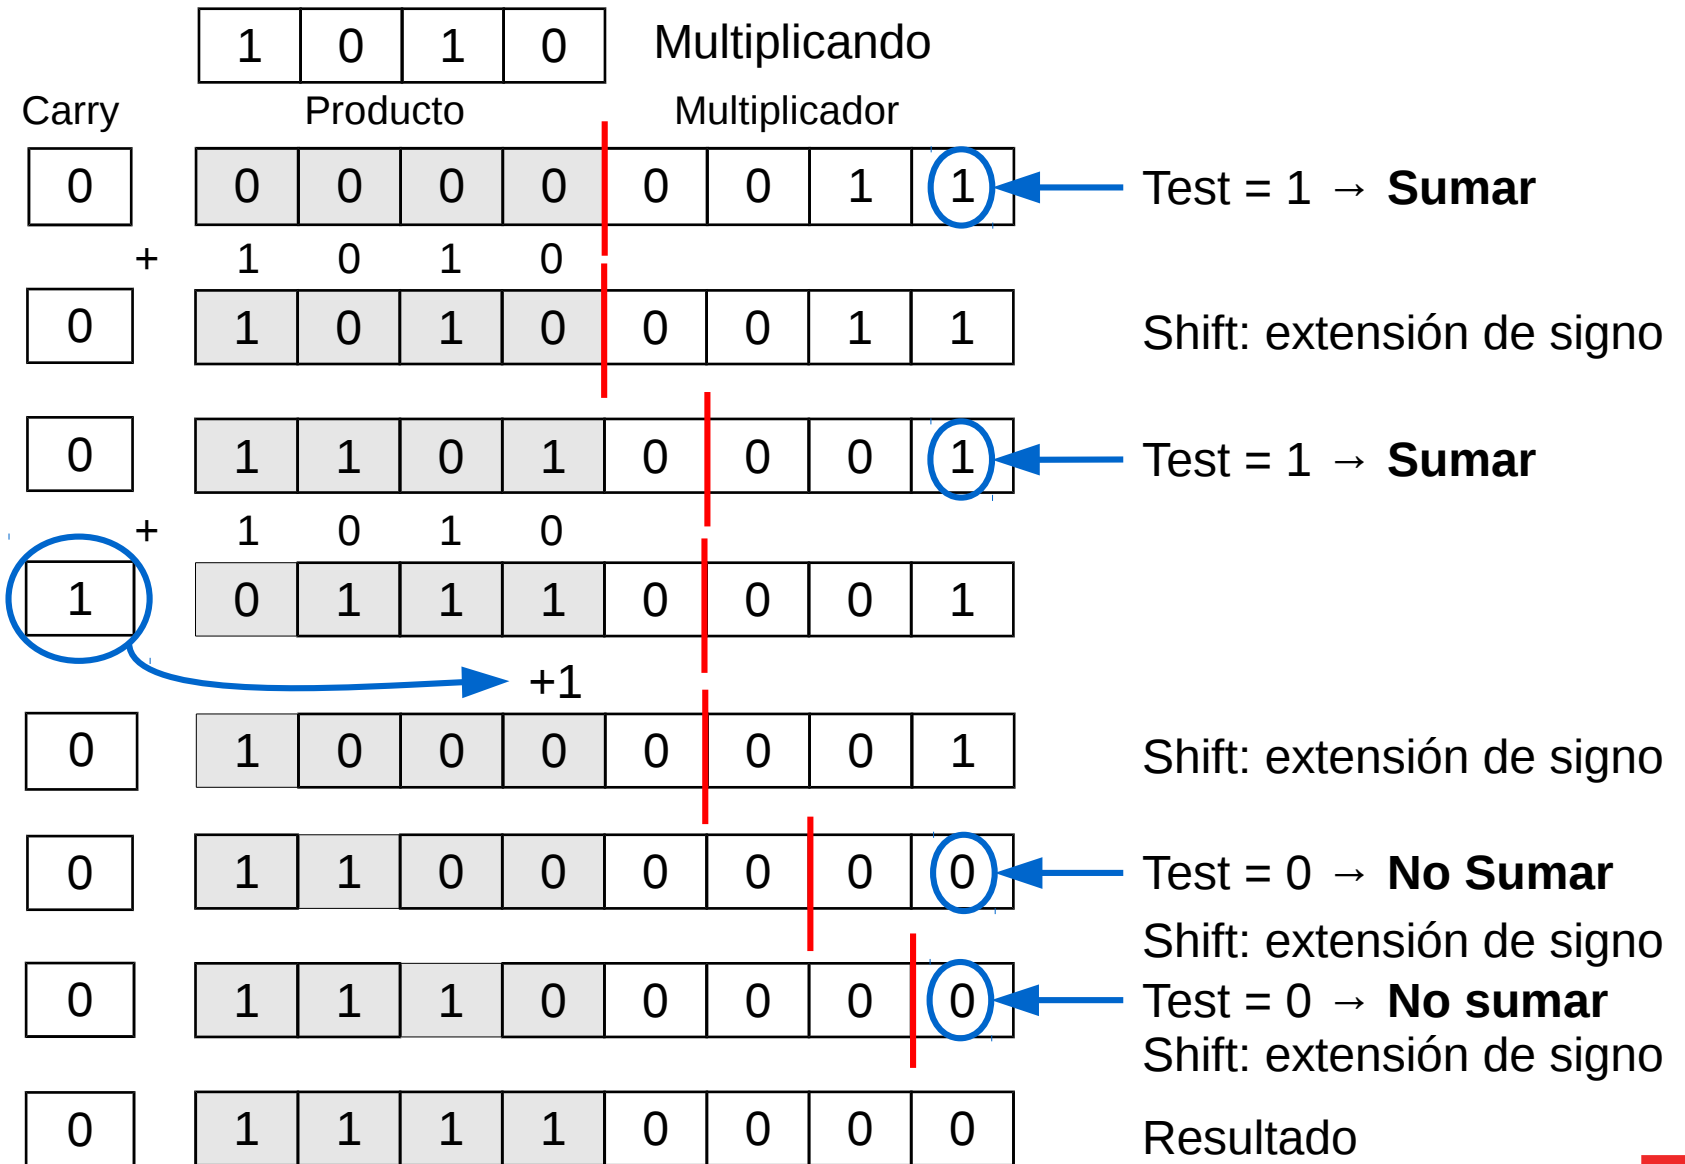 1 0 1 0 Multiplicando
Carry Producto Multiplicador
0 0 0 0 0 0 0 1 1 Test = 1 → Sumar
+ 1 0 1 0
0 1 0 1 0 0 0 1 1 Shift: extensión de signo
0 1 1 0 1 0 0 0 1 Test = 1 → Sumar
+ 1 0 1 0
1 0 1 1 1 0 0 0 1
+1
0 1 0 0 0 0 0 0 1 Shift: extensión de signo
0 1 1 0 0 0 0 0 0 Test = 0 → No Sumar
Shift: extensión de signo
0 1 1 1 0 0 0 0 0 Test = 0 → No sumar
Shift: extensión de signo
0 1 1 1 1 0 0 0 0 Resultado